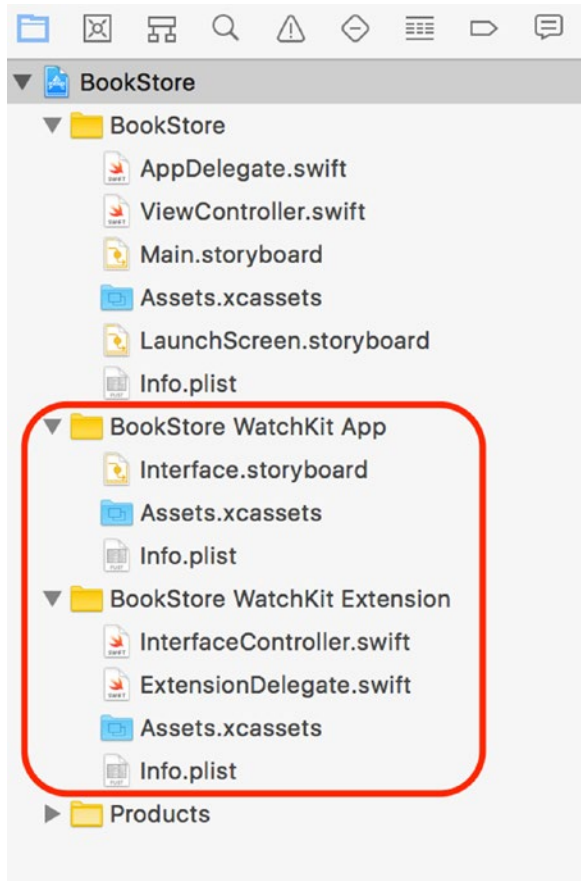 BookStore
BookStore
AppDelegate.swift
ViewController.swift
Main.storyboard
Assets.xcassets
LaunchScreen.storyboard
Info.plist
BookStore WatchKit App
Interface.storyboard
Assets.xcassets
Info.plist
BookStore WatchKit Extension
InterfaceController.swift
ExtensionDelegate.swift
Assets.xcassets
Info.plist
Products